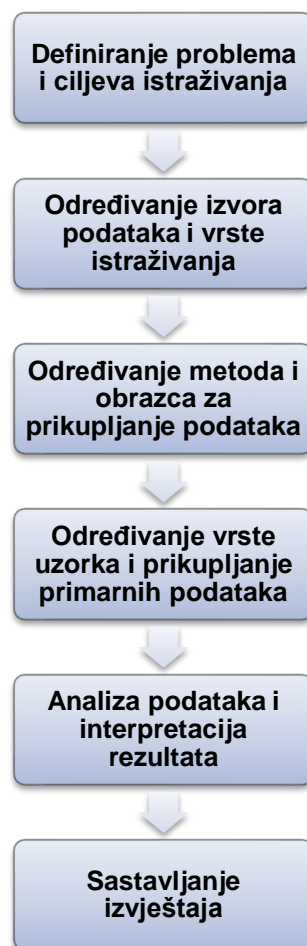 Definiranje problema
i ciljeva istraživanja
Određivanje izvora
podataka i vrste
istraživanja
Određivanje metoda i
obrazca za
prikupljanje podataka
Određivanje vrste
uzorka i prikupljanje
primarnih podataka
Analiza podataka i
interpretacija
rezultata
Sastavljanje
izvještaja